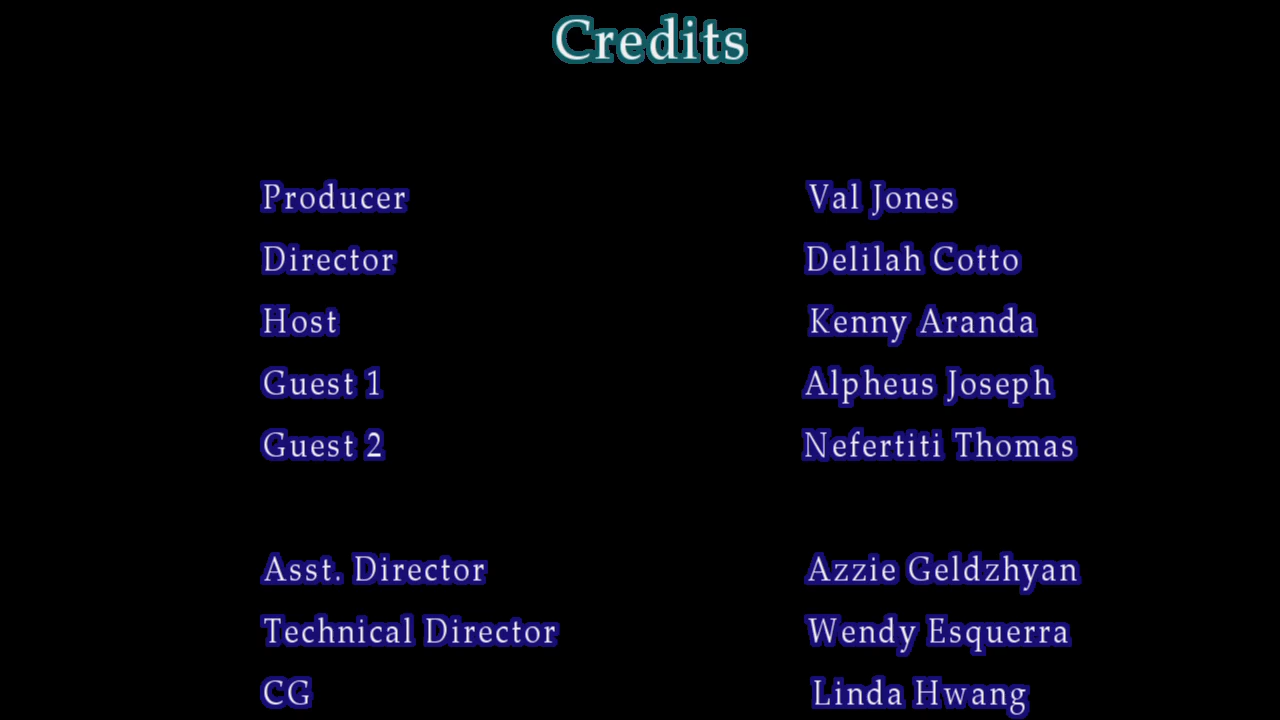 Credits
Producer Val Jones
Director Delilah Cotto
Host Kenny Aranda
Guest 1 Alpheus Joseph
Guest 2 Nefertiti Thomas
Asst. Director Azzie Geldzhyan
Technical Director Wendy Esquerra
CG Linda Hwang